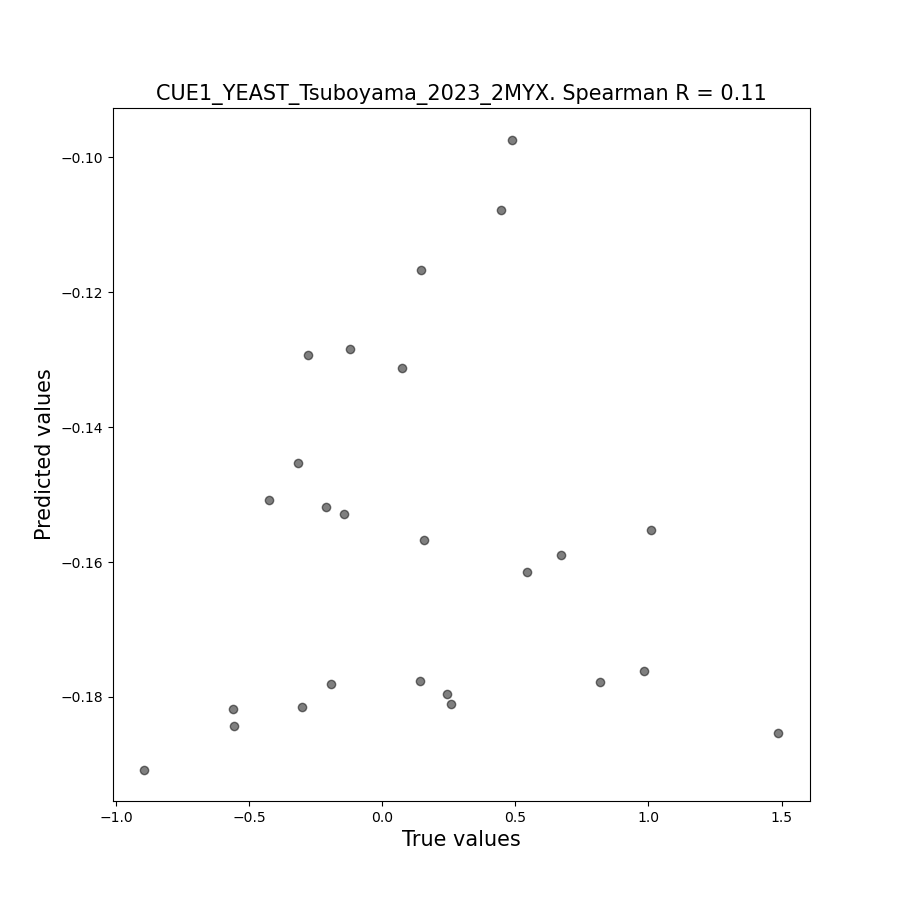 CUE1_YEAST_Tsuboyama_2023_2MYX. Spearman R = 0.11
−0.10
−0.12
−0.14
−0.16
−0.18
Predicted values
−1.0 −0.5 0.0 0.5 1.0 1.5
True values